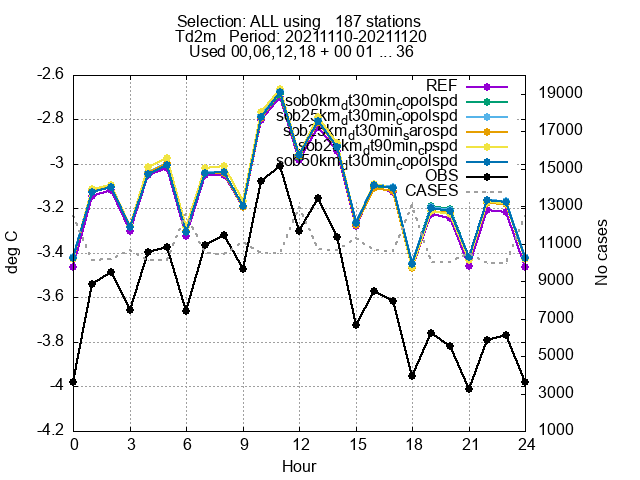 Selection: ALL using   187 stations
Td2m   Period: 20211110-20211120
Used 00,06,12,18 + 00 01 ... 36
REF
sob25km_dt30min_copolspd
sob25km_dt90min_copspd
sob50km_dt30min_copolspd
OBS
CASES
-2.6
-2.8
-3
-3.2
-3.4
-3.6
-3.8
-4
-4.2
deg C
19000
17000
15000
13000
11000
9000
7000
5000
3000
1000
No cases
0 3 6 9 12 15 18 21 24
Hour